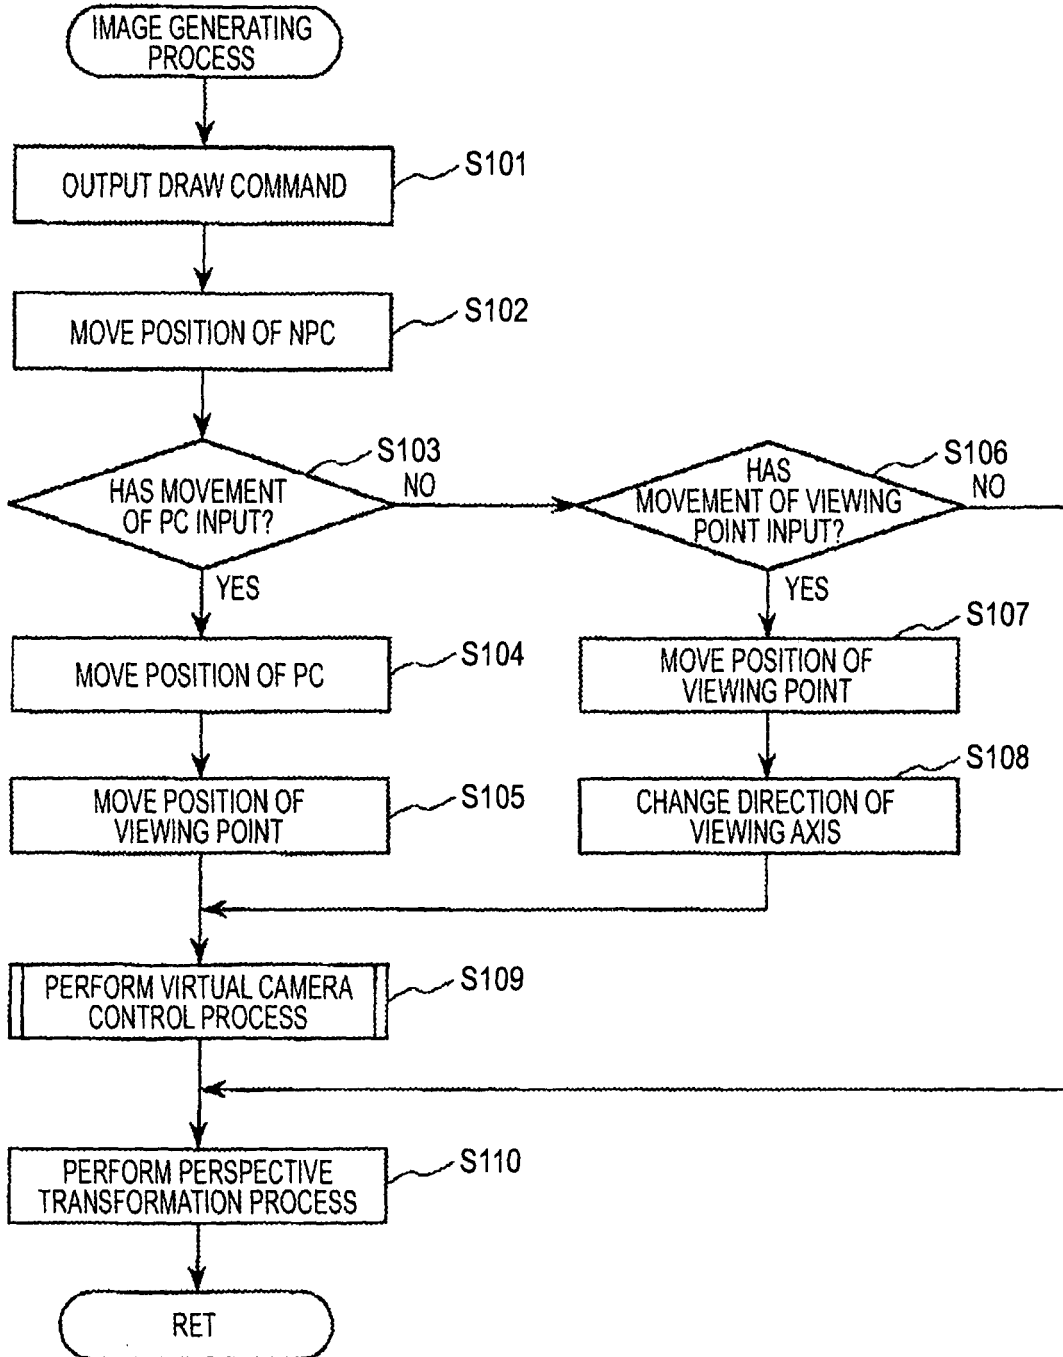 IMAGE GENERATING
PROCESS
S101
OUTPUT DRAW COMMAND
S102
MOVE POSITION OF NPC
S103
HAS MOVEMENT
OF PC INPUT?
NO
YES
S106
HAS
MOVEMENT OF VIEWING
POINT INPUT?
NO
YES
S104
MOVE POSITION OF PC
S107
MOVE POSITION OF
VIEWING POINT
S105
MOVE POSITION OF
VIEWING POINT
S108
CHANGE DIRECTION OF
VIEWING AXIS
S109
PERFORM VIRTUAL CAMERA
CONTROL PROCESS
S110
PERFORM PERSPECTIVE
TRANSFORMATION PROCESS
RET